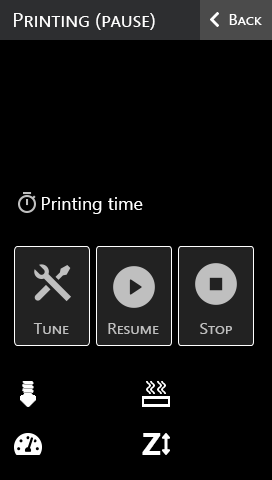 Printing (pause)
Back
Printing time
Tune
Resume
Stop
Z